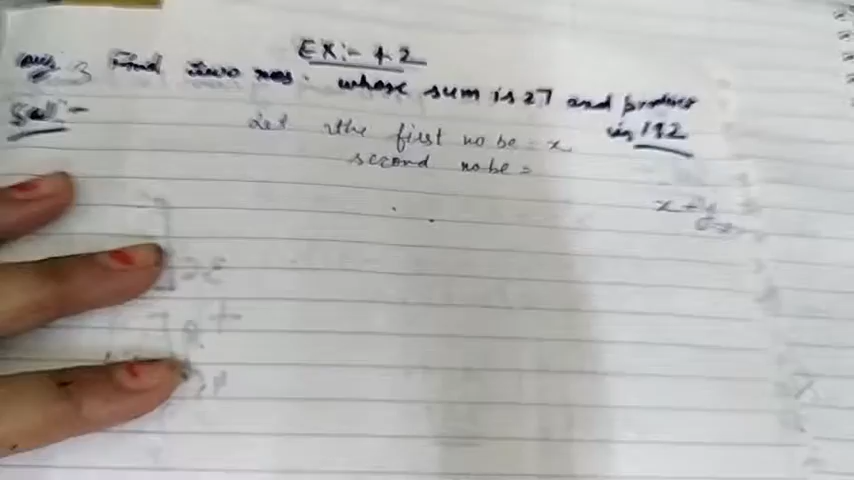 EX:- 4.2
Ques 3 Find two nos. whose sum is 27 and product
is 182
Sol:-
Let the first no be = x
second no be =
x + y